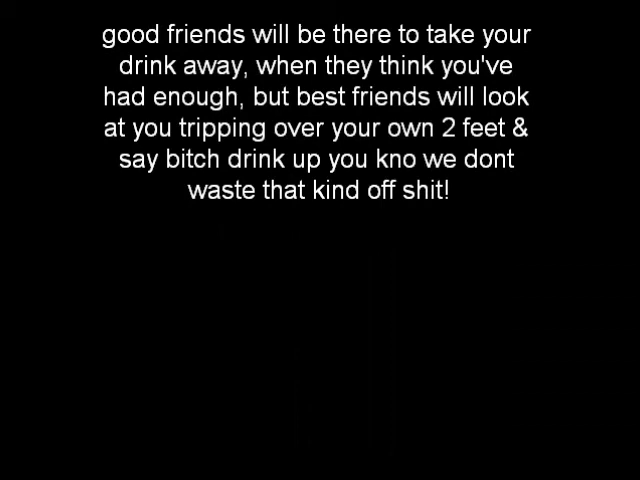 good friends will be there to take your
drink away, when they think you've
had enough, but best friends will look
at you tripping over your own 2 feet &
say bitch drink up you kno we dont
waste that kind off shit!